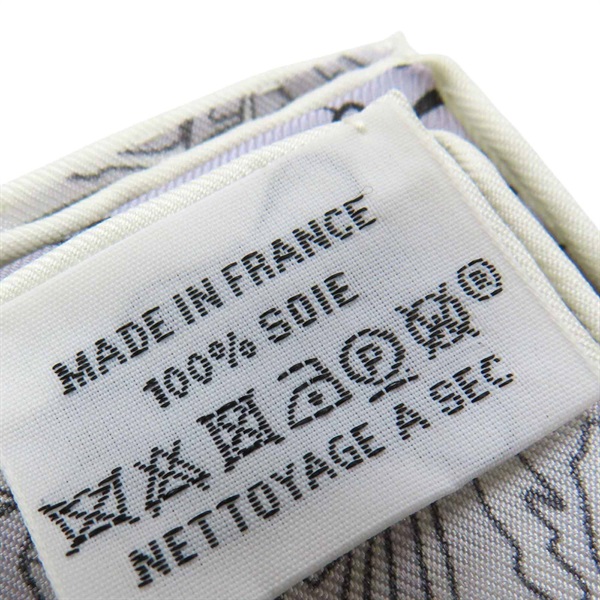 MADE IN FRANCE
100% SOIE
P ®
NETTOYAGE A SEC